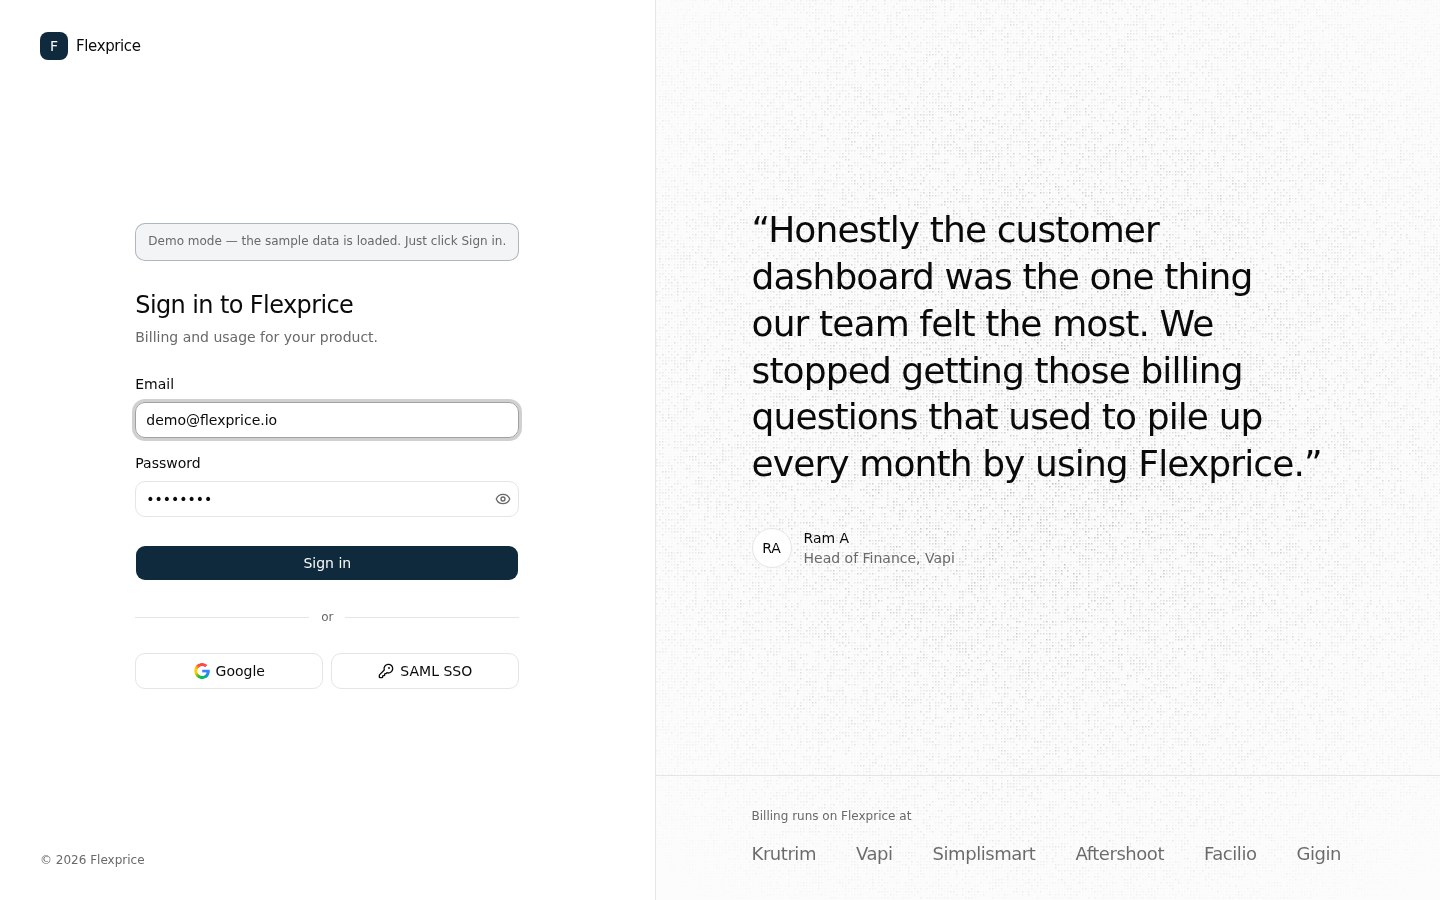 F
Flexprice
Demo mode — the sample data is loaded. Just click Sign in.
Sign in to Flexprice
Billing and usage for your product.
Email
demo@flexprice.io
Password
••••••••
Sign in
or
Google
SAML SSO
© 2026 Flexprice
“Honestly the customer
dashboard was the one thing
our team felt the most. We
stopped getting those billing
questions that used to pile up
every month by using Flexprice.”
RA
Ram A
Head of Finance, Vapi
Billing runs on Flexprice at
Krutrim Vapi Simplismart Aftershoot Facilio Gigin